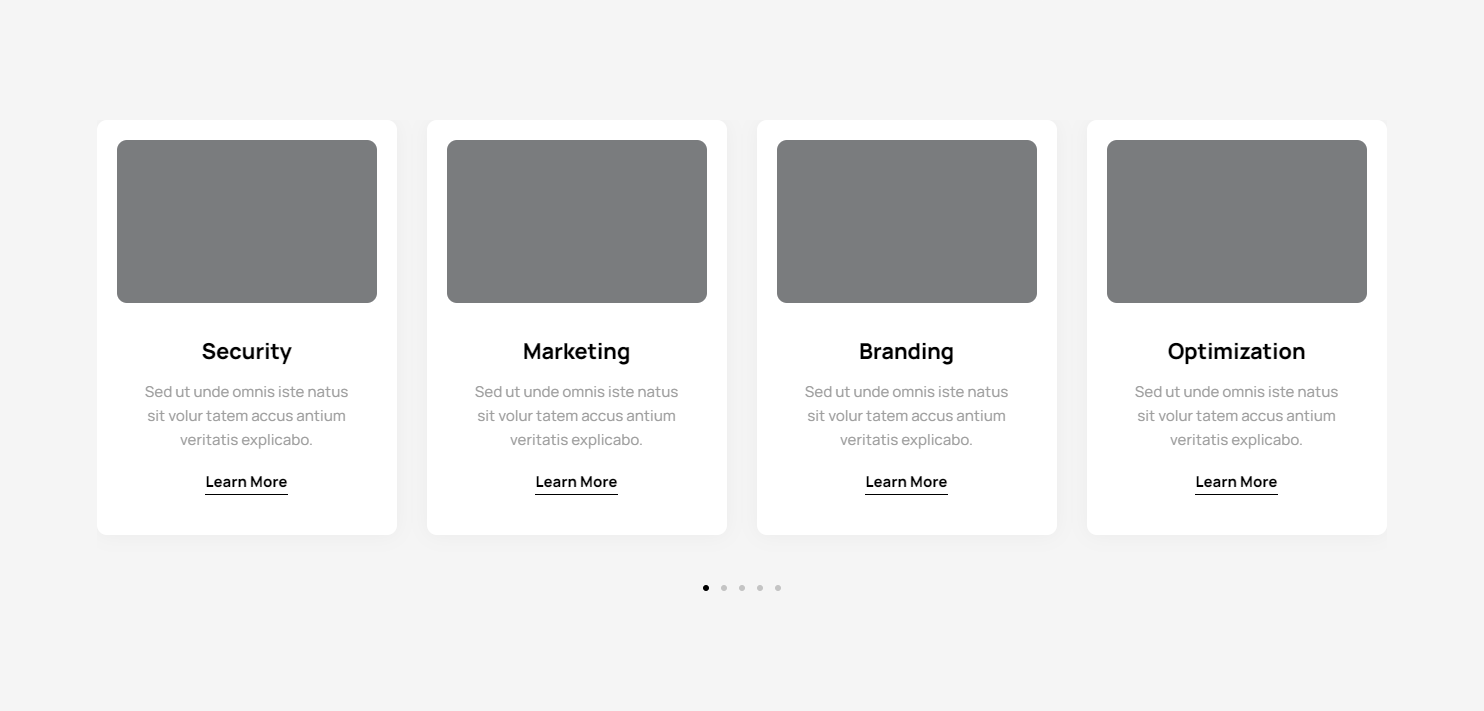 Security
Sed ut unde omnis iste natus
sit volur tatem accus antium
veritatis explicabo.
Learn More
Marketing
Sed ut unde omnis iste natus
sit volur tatem accus antium
veritatis explicabo.
Learn More
Branding
Sed ut unde omnis iste natus
sit volur tatem accus antium
veritatis explicabo.
Learn More
Optimization
Sed ut unde omnis iste natus
sit volur tatem accus antium
veritatis explicabo.
Learn More